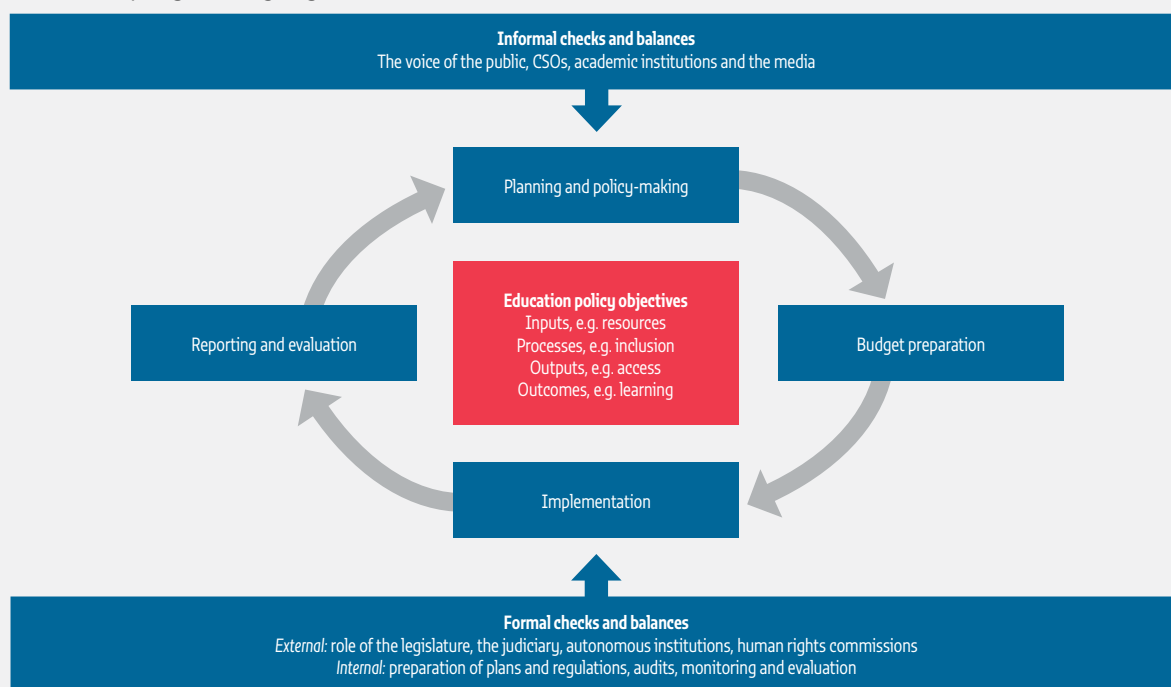 Informal checks and balances
The voice of the public, CSOs, academic institutions and the media
Planning and policy-making
Education policy objectives
Inputs, e.g. resources
Processes, e.g. inclusion
Outputs, e.g. access
Outcomes, e.g. learning
Reporting and evaluation
Budget preparation
Implementation
Formal checks and balances
External: role of the legislature, the judiciary, autonomous institutions, human rights commissions
Internal: preparation of plans and regulations, audits, monitoring and evaluation